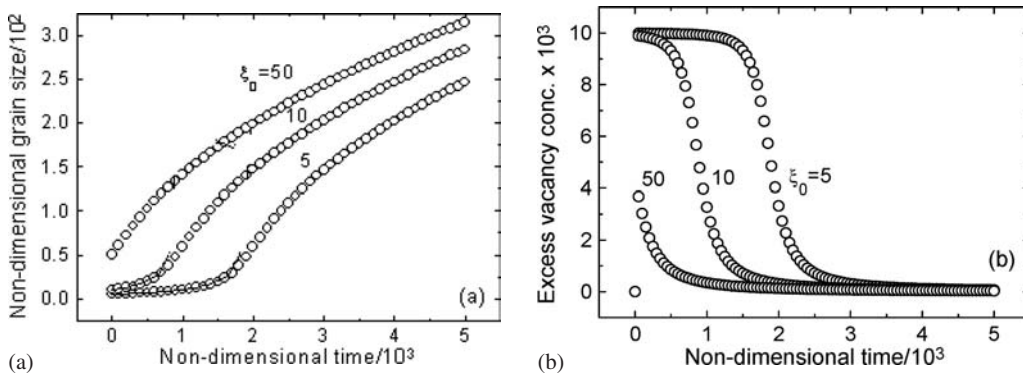 Non-dimensional grain size/10²
3.0
2.5
2.0
1.5
1.0
0.5
0.0
ξ₀=50
10
5
(a)
0 1 2 3 4 5
Non-dimensional time/10³
(a)
Excess vacancy conc. x 10³
10
8
6
4
2
0
50
10
ξ₀=5
(b)
0 1 2 3 4 5
Non-dimensional time/10³
(b)